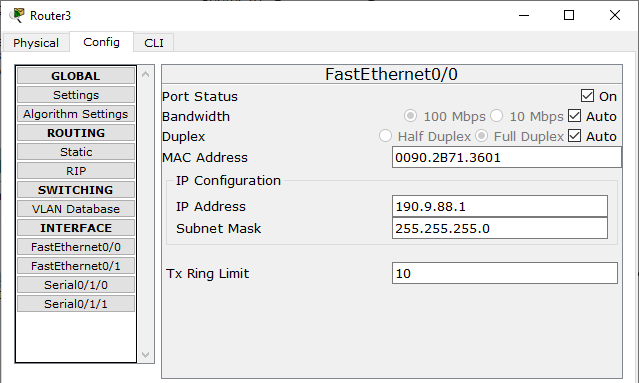 Router3
Physical Config CLI
GLOBAL
Settings
Algorithm Settings
ROUTING
Static
RIP
SWITCHING
VLAN Database
INTERFACE
FastEthernet0/0
FastEthernet0/1
Serial0/1/0
Serial0/1/1
FastEthernet0/0
Port Status On
Bandwidth 100 Mbps 10 Mbps Auto
Duplex Half Duplex Full Duplex Auto
MAC Address 0090.2B71.3601
IP Configuration
IP Address 190.9.88.1
Subnet Mask 255.255.255.0
Tx Ring Limit 10